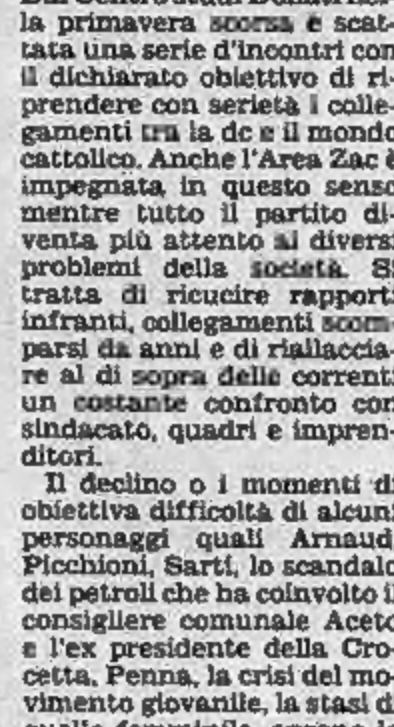 la primavera scorsa è scat-
tata una serie d'incontri con
il dichiarato obiettivo di ri-
prendere con serietà i colle-
gamenti tra la dc e il mondo
cattolico. Anche l'Area Zac è
impegnata in questo senso
mentre tutto il partito di-
venta più attento ai diversi
problemi della società. Si
tratta di ricucire rapporti
infranti, collegamenti scom-
parsi da anni e di riallaccia-
re al di sopra delle correnti
un costante confronto con
sindacato, quadri e impren-
ditori.
Il declino o i momenti di
obiettiva difficoltà di alcuni
personaggi quali Arnaud,
Picchioni, Sarti, lo scandalo
dei petroli che ha coinvolto il
consigliere comunale Aceto
e l'ex presidente della Cro-
cetta, Penna, la crisi del mo-
vimento giovanile, la stasi di